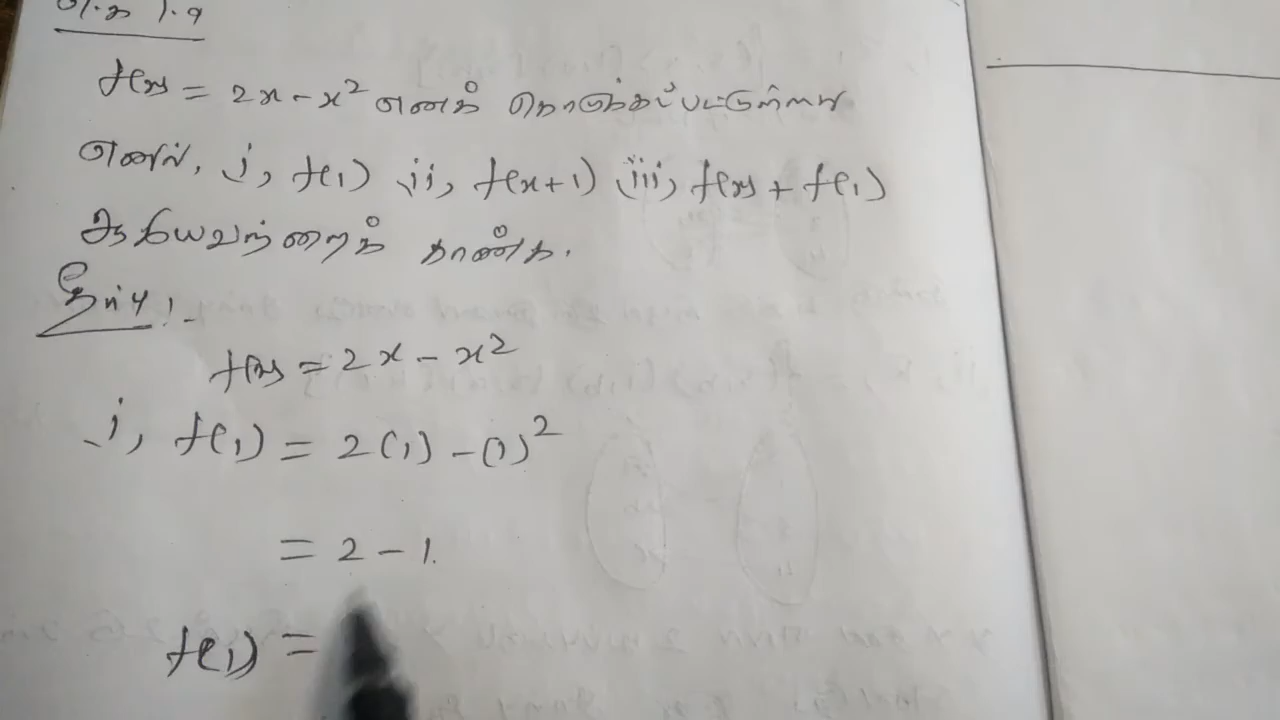 எ.கா 1.9
f(x) = 2x - x² எனக் கொடுக்கப்பட்டுள்ளது
எனில், i, f(1) ii, f(x+1) iii, f(x) + f(1)
ஆகியவற்றைக் காண்க.
தீர்வு :-
f(x) = 2x - x²
i, f(1) = 2(1) - (1)²
= 2 - 1.
f(1) =